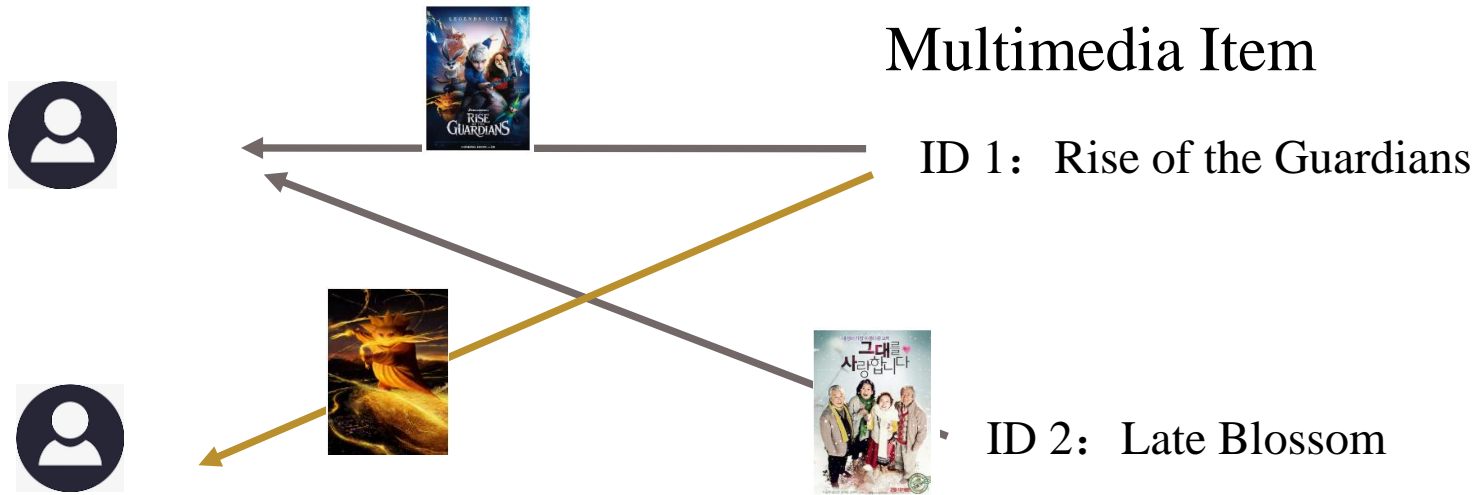 Multimedia Item
LEGENDS UNITE
RISE
GUARDIANS
ID 1： Rise of the Guardians
그대를
사랑합니다
ID 2： Late Blossom